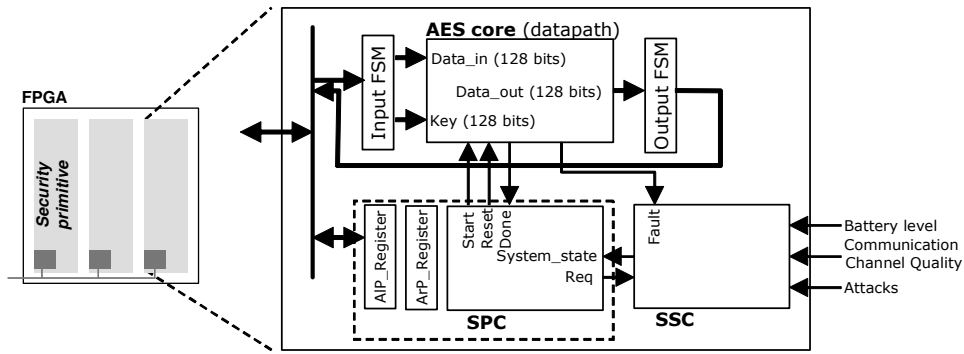 FPGA
Security
primitive
AES core (datapath)
Input FSM
Data_in (128 bits)
Data_out (128 bits)
Key (128 bits)
Output FSM
AlP_Register
ArP_Register
Start
Reset
Done
System_state
Req
SPC
Fault
SSC
Battery level
Communication
Channel Quality
Attacks